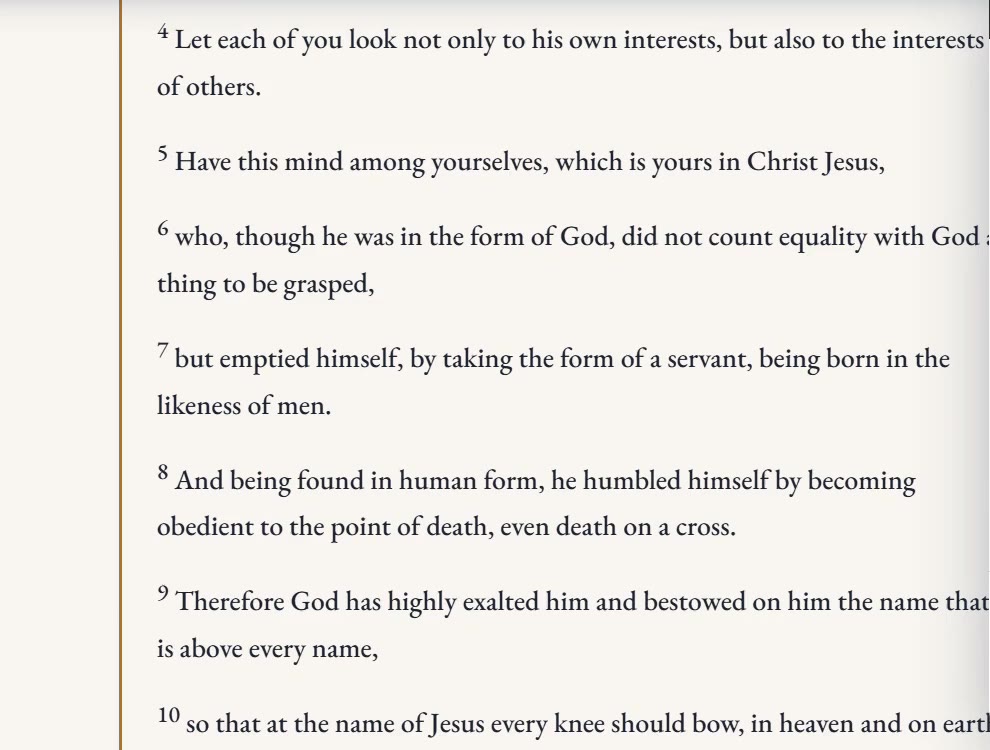 4 Let each of you look not only to his own interests, but also to the interests
of others.
5 Have this mind among yourselves, which is yours in Christ Jesus,
6 who, though he was in the form of God, did not count equality with God
thing to be grasped,
7 but emptied himself, by taking the form of a servant, being born in the
likeness of men.
8 And being found in human form, he humbled himself by becoming
obedient to the point of death, even death on a cross.
9 Therefore God has highly exalted him and bestowed on him the name that
is above every name,
10 so that at the name of Jesus every knee should bow, in heaven and on